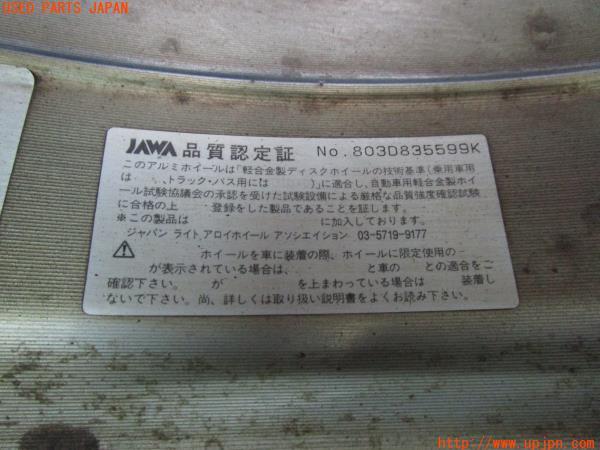 USED PARTS JAPAN
JAWA 品質認定証 No.803D835599K
このアルミホイールは「軽合金製ディスクホイールの技術基準(乗用車用
、トラック・バス用には )」に適合し、自動車用軽合金製ホイ
ール試験協議会の承認を受けた試験設備による厳格な品質強度確認試験
に合格の上 登録をした製品であることを証します。
※この製品は に加入しております。
ジャパン ライト アロイホイール アソシエイション 03-5719-9177
ホイールを車に装着の際、ホイールに限定使用の-
が表示されている場合は、 と車の との適合をご
確認下さい。 が を上まわっている場合は 装着し
ないで下さい。尚、詳しくは取り扱い説明書をよくお読み下さい。
http://www.upjpn.com